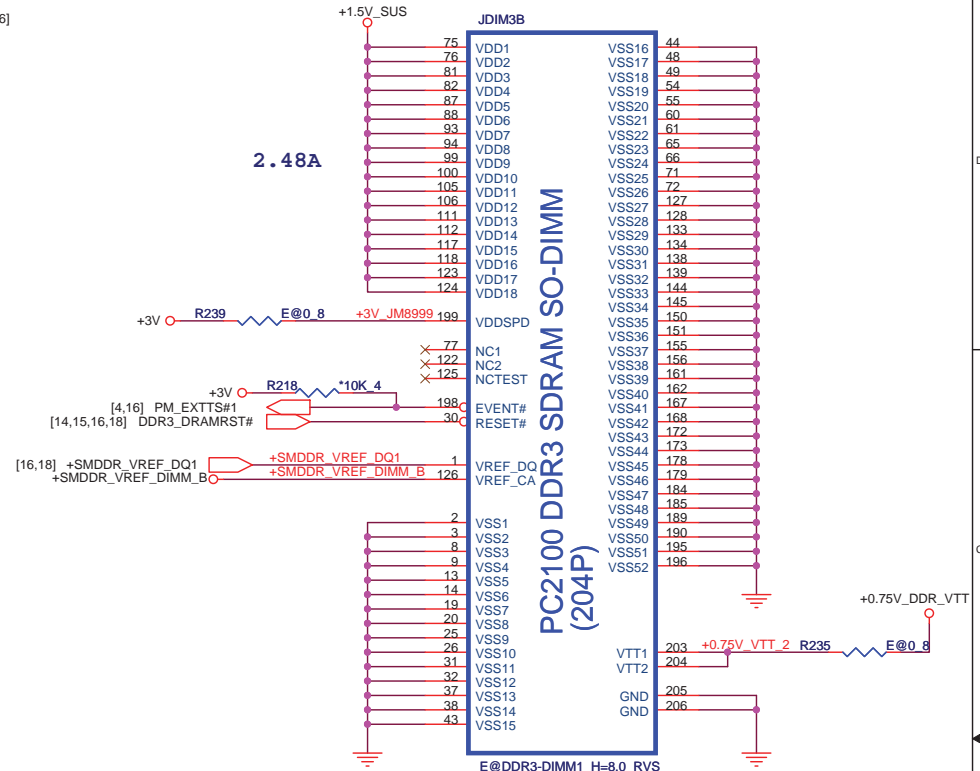 6]
+1.5V_SUS
JDIM3B
75 VDD1 VSS16 44
76 VDD2 VSS17 48
81 VDD3 VSS18 49
82 VDD4 VSS19 54
87 VDD5 VSS20 55
88 VDD6 VSS21 60
93 VDD7 VSS22 61
94 VDD8 VSS23 65
99 VDD9 VSS24 66
100 VDD10 VSS25 71
105 VDD11 VSS26 72
106 VDD12 VSS27 127
111 VDD13 VSS28 128
112 VDD14 VSS29 133
117 VDD15 VSS30 134
118 VDD16 VSS31 138
123 VDD17 VSS32 139
124 VDD18 VSS33 144
VSS34 145
2.48A
+3V R239 E@0_8 +3V_JM8999 199 VDDSPD VSS35 150
VSS36 151
77 NC1 VSS37 155
122 NC2 VSS38 156
125 NCTEST VSS39 161
+3V R218 *10K_4 VSS40 162
[4,16] PM_EXTTS#1 198 EVENT# VSS41 167
[14,15,16,18] DDR3_DRAMRST# 30 RESET# VSS42 168
VSS43 172
VSS44 173
[16,18] +SMDDR_VREF_DQ1 +SMDDR_VREF_DQ1 1 VREF_DQ VSS45 178
+SMDDR_VREF_DIMM_B +SMDDR_VREF_DIMM_B 126 VREF_CA VSS46 179
VSS47 184
VSS48 185
VSS49 189
2 VSS1 VSS50 190
3 VSS2 VSS51 195
8 VSS3 VSS52 196
9 VSS4
13 VSS5
14 VSS6
19 VSS7
20 VSS8
25 VSS9
26 VSS10
31 VSS11
32 VSS12
37 VSS13
38 VSS14
43 VSS15
PC2100 DDR3 SDRAM SO-DIMM
(204P)
+0.75V_DDR_VTT
VTT1 203 +0.75V_VTT_2 R235 E@0_8
VTT2 204
GND 205
GND 206
E@DDR3-DIMM1_H=8.0_RVS